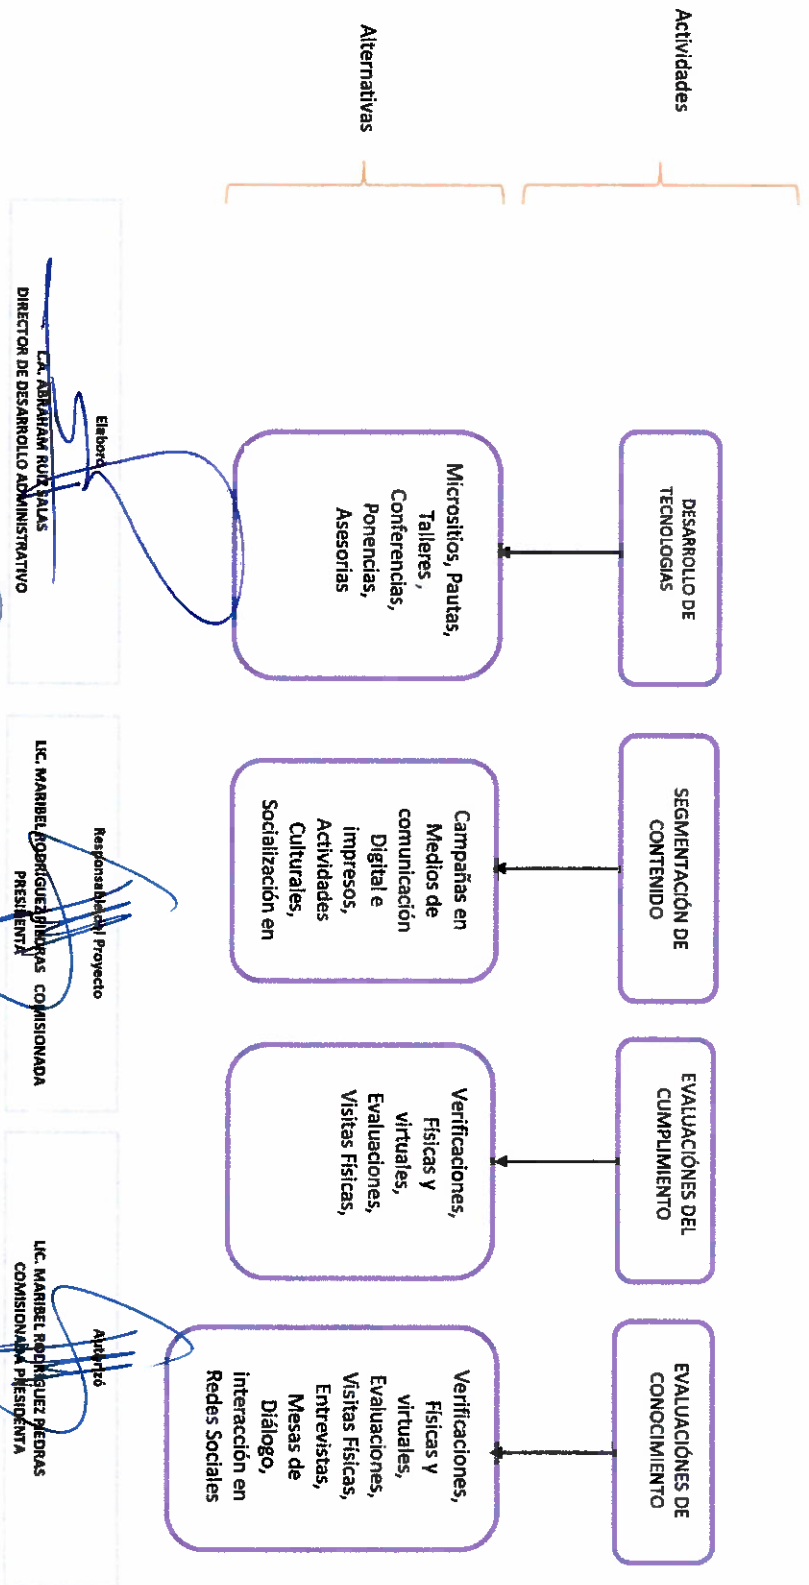 Actividades
DESARROLLO DE
TECNOLOGIAS
SEGMENTACIÓN DE
CONTENIDO
EVALUACIÓNES DEL
CUMPLIMIENTO
EVALUACIÓNES DE
CONOCIMIENTO
Alternativas
Micrositios, Pautas,
Talleres ,
Conferencias,
Ponencias,
Asesorias
Campañas en
Medios de
comunicación
Digital e
impresos,
Actividades
Culturales,
Socialización en
Verificaciones,
Físicas y
virtuales,
Evaluaciones,
Visitas Físicas,
Verificaciones,
Físicas y
virtuales,
Evaluaciones,
Visitas Físicas,
Entrevistas,
Mesas de
Diálogo,
interacción en
Redes Sociales
Elaboró
L.A. ABRAHAM RUIZ SALAS
DIRECTOR DE DESARROLLO ADMINISTRATIVO
Responsable del Proyecto
LIC. MARIBEL RODRÍGUEZ PIEDRAS COMISIONADA
PRESIDENTA
Autorizó
LIC. MARIBEL RODRÍGUEZ PIEDRAS
COMISIONADA PRESIDENTA